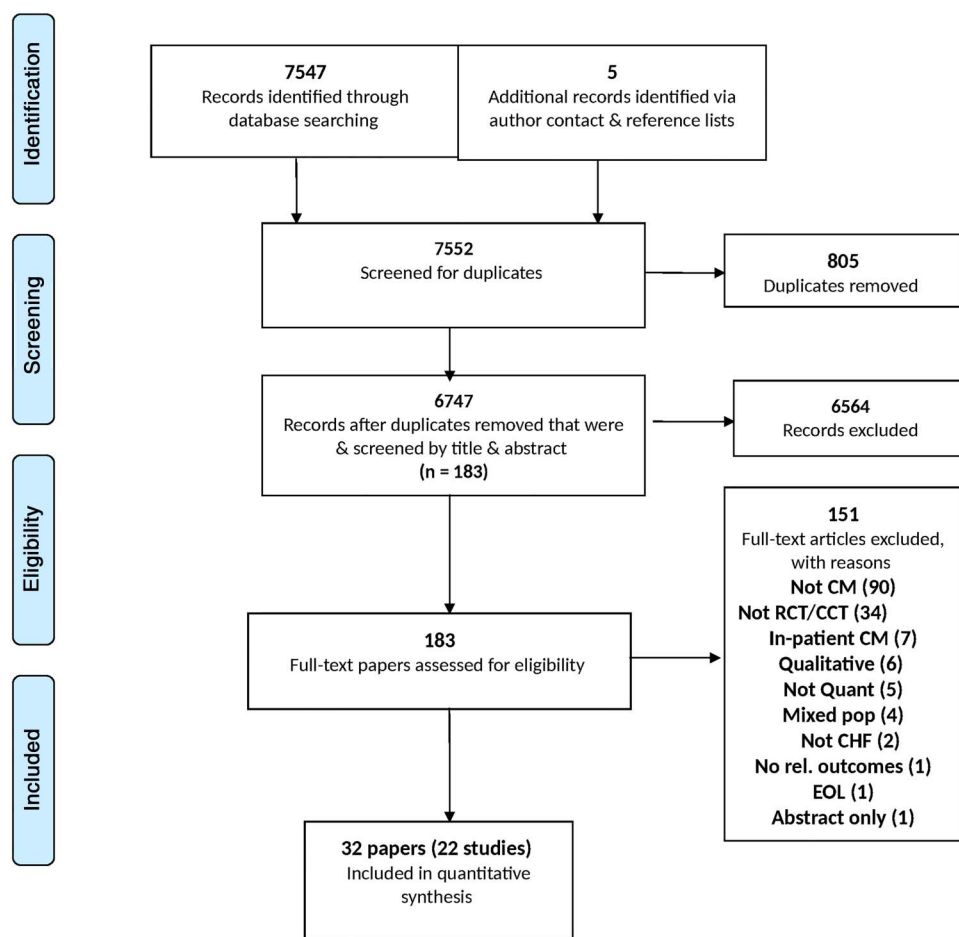 Identification
7547
Records identified through
database searching
5
Additional records identified via
author contact & reference lists
Screening
7552
Screened for duplicates
805
Duplicates removed
6747
Records after duplicates removed that were
& screened by title & abstract
(n = 183)
6564
Records excluded
Eligibility
151
Full-text articles excluded,
with reasons
Not CM (90)
Not RCT/CCT (34)
In-patient CM (7)
Qualitative (6)
Not Quant (5)
Mixed pop (4)
Not CHF (2)
No rel. outcomes (1)
EOL (1)
Abstract only (1)
183
Full-text papers assessed for eligibility
Included
32 papers (22 studies)
Included in quantitative
synthesis